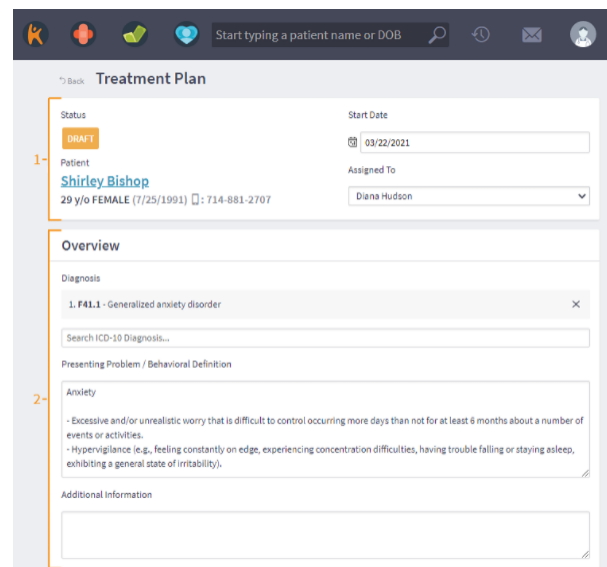 Start typing a patient name or DOB
Back Treatment Plan
Status
DRAFT
Patient
Shirley Bishop
29 y/o FEMALE (7/25/1991) : 714-881-2707
Start Date
03/22/2021
Assigned To
Diana Hudson
1
Overview
Diagnosis
1. F41.1 - Generalized anxiety disorder ×
Search ICD-10 Diagnosis...
Presenting Problem / Behavioral Definition
2
Anxiety
- Excessive and/or unrealistic worry that is difficult to control occurring more days than not for at least 6 months about a number of
events or activities.
- Hypervigilance (e.g., feeling constantly on edge, experiencing concentration difficulties, having trouble falling or staying asleep,
exhibiting a general state of irritability).
Additional Information